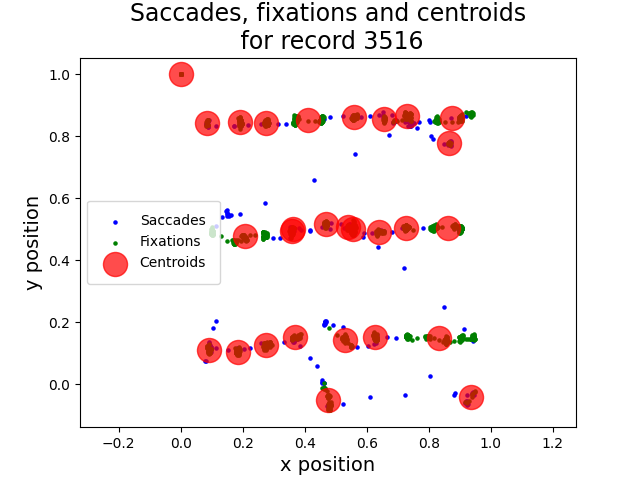 Saccades, fixations and centroids
for record 3516
y position
1.0
0.8
0.6
0.4
0.2
0.0
Saccades
Fixations
Centroids
−0.2
0.0
0.2
0.4
0.6
0.8
1.0
1.2
x position